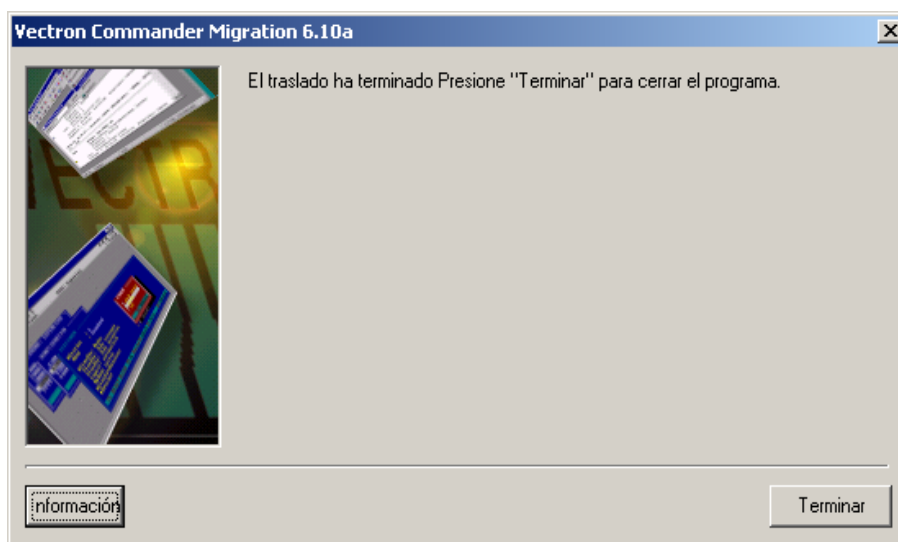 Vectron Commander Migration 6.10a
El traslado ha terminado Presione "Terminar" para cerrar el programa.
nformación
Terminar